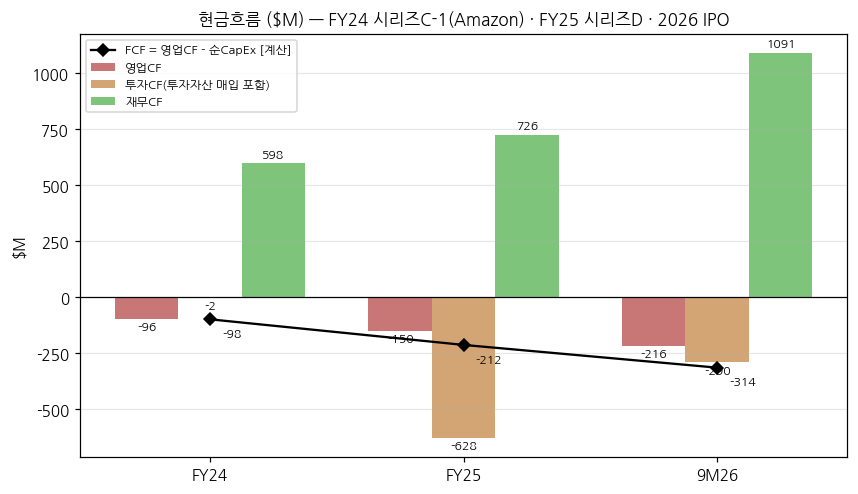 현금흐름 ($M) — FY24 시리즈C-1(Amazon) · FY25 시리즈D · 2026 IPO
FCF = 영업CF - 순CapEx [계산]
영업CF
투자CF(투자자산 매입 포함)
재무CF
$M
1000
750
500
250
0
-250
-500
598
726
1091
-96
-2
-98
-150
-628
-212
-216
-290
-314
FY24
FY25
9M26